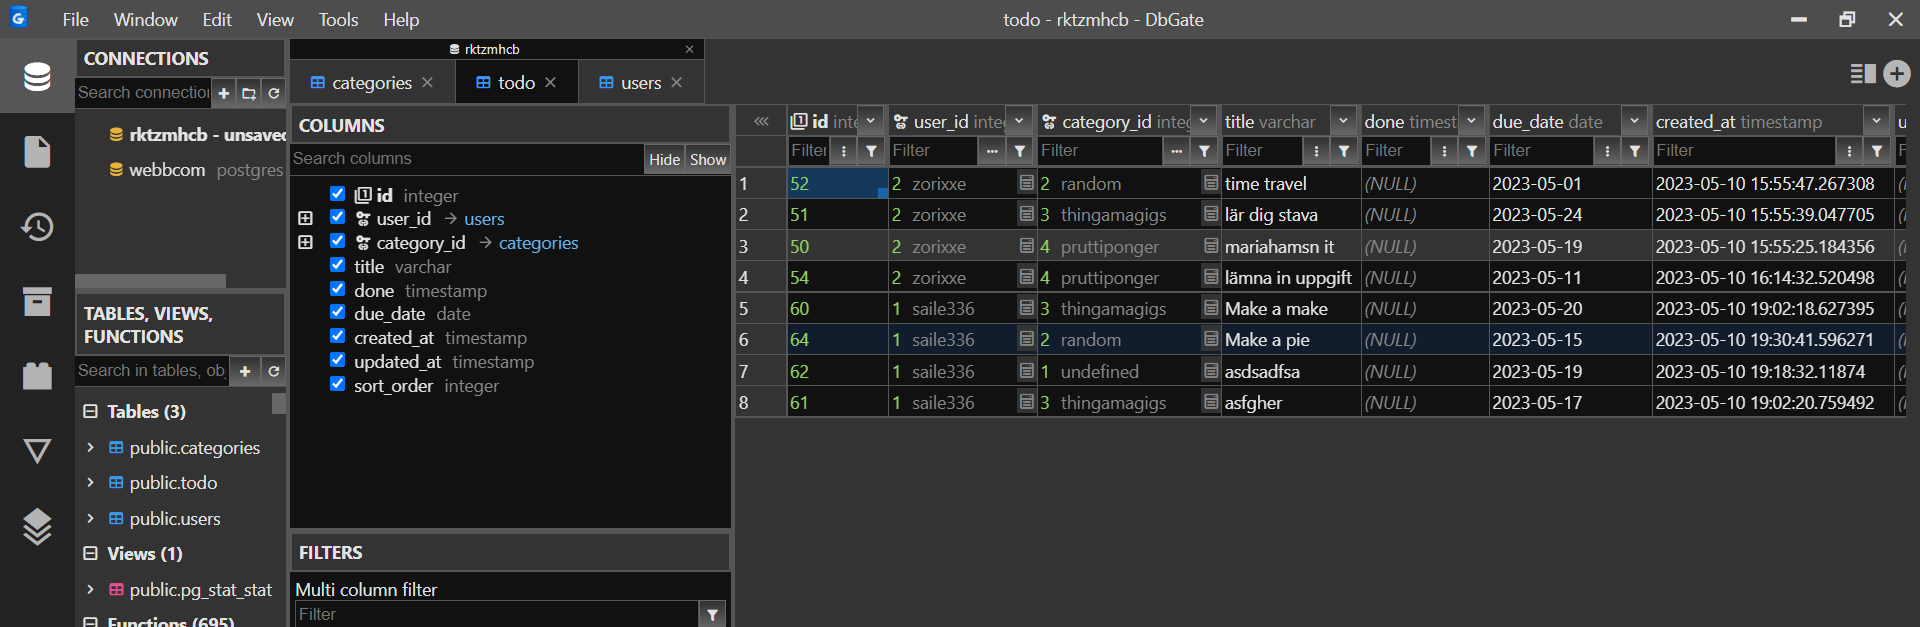 File Window Edit View Tools Help todo - rktzmhcb - DbGate
CONNECTIONS
Search connection
rktzmhcb - unsaved
webbcom postgres
TABLES, VIEWS,
FUNCTIONS
Search in tables, ob
Tables (3)
public.categories
public.todo
public.users
Views (1)
public.pg_stat_stat
Functions (695)
rktzmhcb
categories todo users
COLUMNS
Search columns Hide Show
id integer
user_id → users
category_id → categories
title varchar
done timestamp
due_date date
created_at timestamp
updated_at timestamp
sort_order integer
FILTERS
Multi column filter
Filter
id inte user_id inte category_id integ title varchar done timest due_date date created_at timestamp u
Filter Filter Filter Filter Filter Filter Filter F
1 52 2 zorixxe 2 random time travel (NULL) 2023-05-01 2023-05-10 15:55:47.267308 (
2 51 2 zorixxe 3 thingamagigs lär dig stava (NULL) 2023-05-24 2023-05-10 15:55:39.047705 (
3 50 2 zorixxe 4 pruttiponger mariahamsn it (NULL) 2023-05-19 2023-05-10 15:55:25.184356 (
4 54 2 zorixxe 4 pruttiponger lämna in uppgift (NULL) 2023-05-11 2023-05-10 16:14:32.520498 (
5 60 1 saile336 3 thingamagigs Make a make (NULL) 2023-05-20 2023-05-10 19:02:18.627395 (
6 64 1 saile336 2 random Make a pie (NULL) 2023-05-15 2023-05-10 19:30:41.596271 (
7 62 1 saile336 1 undefined asdsadfsa (NULL) 2023-05-19 2023-05-10 19:18:32.11874 (
8 61 1 saile336 3 thingamagigs asfgher (NULL) 2023-05-17 2023-05-10 19:02:20.759492 (